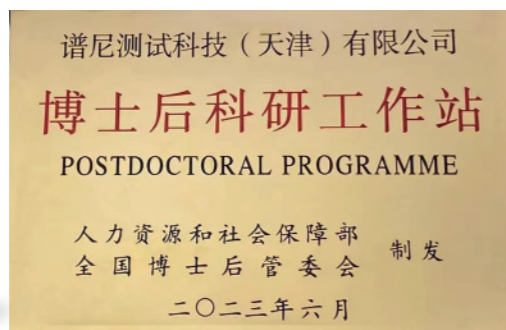 谱尼测试科技（天津）有限公司
博士后科研工作站
POSTDOCTORAL PROGRAMME
人力资源和社会保障部
全国博士后管委会
制发
二〇二三年六月